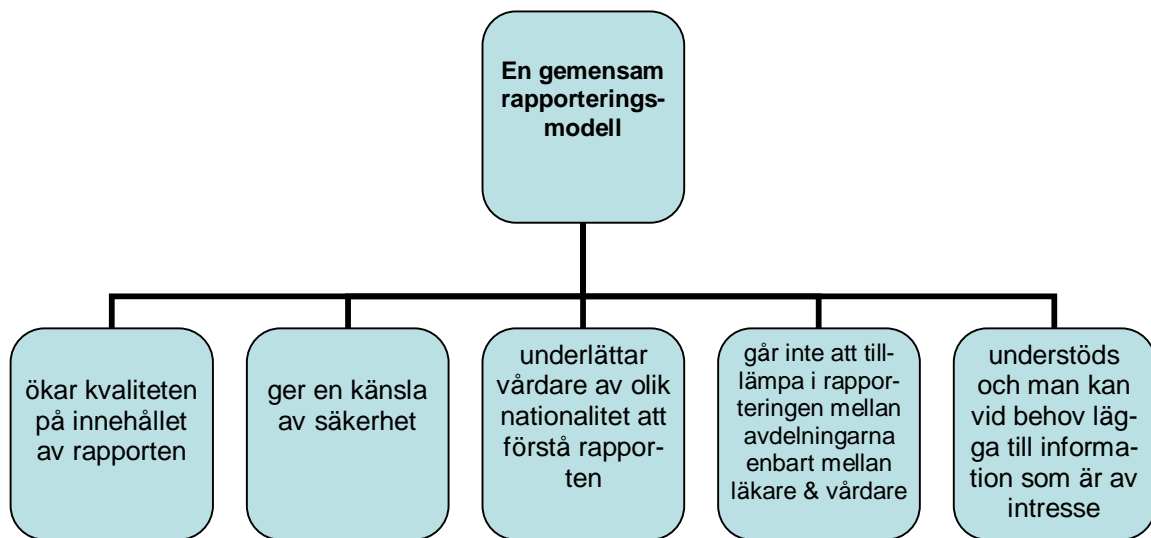 En gemensam
rapporterings-
modell
ökar kvaliteten
på innehållet
av rapporten
ger en känsla
av säkerhet
underlättar
vårdare av olik
nationalitet att
förstå rappor-
ten
går inte att till-
lämpa i rappor-
teringen mellan
avdelningarna
enbart mellan
läkare & vårdare
understöds
och man kan
vid behov läg-
ga till informa-
tion som är av
intresse